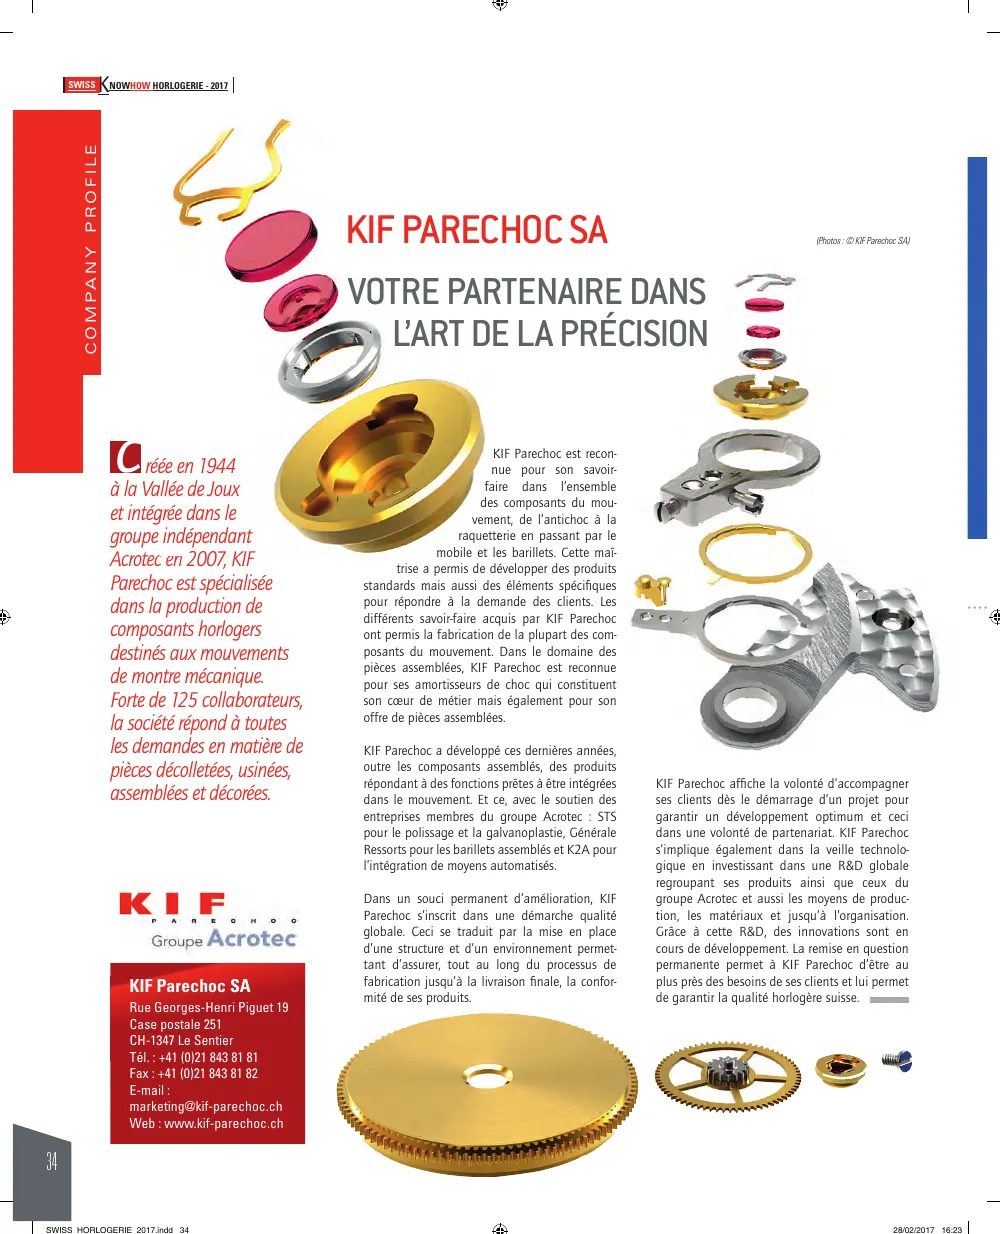 SWISS KNOWHOW HORLOGERIE - 2017
COMPANY PROFILE
KIF PARECHOC SA
(Photos : © KIF Parechoc SA)
VOTRE PARTENAIRE DANS
L’ART DE LA PRÉCISION
Créée en 1944
à la Vallée de Joux
et intégrée dans le
groupe indépendant
Acrotec en 2007, KIF
Parechoc est spécialisée
dans la production de
composants horlogers
destinés aux mouvements
de montre mécanique.
Forte de 125 collaborateurs,
la société répond à toutes
les demandes en matière de
pièces décolletées, usinées,
assemblées et décorées.
KIF Parechoc est recon-
nue pour son savoir-
faire dans l’ensemble
des composants du mou-
vement, de l’antichoc à la
raquetterie en passant par le
mobile et les barillets. Cette maî-
trise a permis de développer des produits
standards mais aussi des éléments spécifiques
pour répondre à la demande des clients. Les
différents savoir-faire acquis par KIF Parechoc
ont permis la fabrication de la plupart des com-
posants du mouvement. Dans le domaine des
pièces assemblées, KIF Parechoc est reconnue
pour ses amortisseurs de choc qui constituent
son cœur de métier mais également pour son
offre de pièces assemblées.
KIF Parechoc a développé ces dernières années,
outre les composants assemblés, des produits
répondant à des fonctions prêtes à être intégrées
dans le mouvement. Et ce, avec le soutien des
entreprises membres du groupe Acrotec : STS
pour le polissage et la galvanoplastie, Générale
Ressorts pour les barillets assemblés et K2A pour
l’intégration de moyens automatisés.
Dans un souci permanent d’amélioration, KIF
Parechoc s’inscrit dans une démarche qualité
globale. Ceci se traduit par la mise en place
d’une structure et d’un environnement permet-
tant d’assurer, tout au long du processus de
fabrication jusqu’à la livraison finale, la confor-
mité de ses produits.
KIF Parechoc affiche la volonté d’accompagner
ses clients dès le démarrage d’un projet pour
garantir un développement optimum et ceci
dans une volonté de partenariat. KIF Parechoc
s’implique également dans la veille technolo-
gique en investissant dans une R&D globale
regroupant ses produits ainsi que ceux du
groupe Acrotec et aussi les moyens de produc-
tion, les matériaux et jusqu’à l’organisation.
Grâce à cette R&D, des innovations sont en
cours de développement. La remise en question
permanente permet à KIF Parechoc d’être au
plus près des besoins de ses clients et lui permet
de garantir la qualité horlogère suisse.
KIF
PARECHOC
Groupe Acrotec
KIF Parechoc SA
Rue Georges-Henri Piguet 19
Case postale 251
CH-1347 Le Sentier
Tél. : +41 (0)21 843 81 81
Fax : +41 (0)21 843 81 82
E-mail :
marketing@kif-parechoc.ch
Web : www.kif-parechoc.ch
34
SWISS HORLOGERIE 2017.indd 34
28/02/2017 16:23